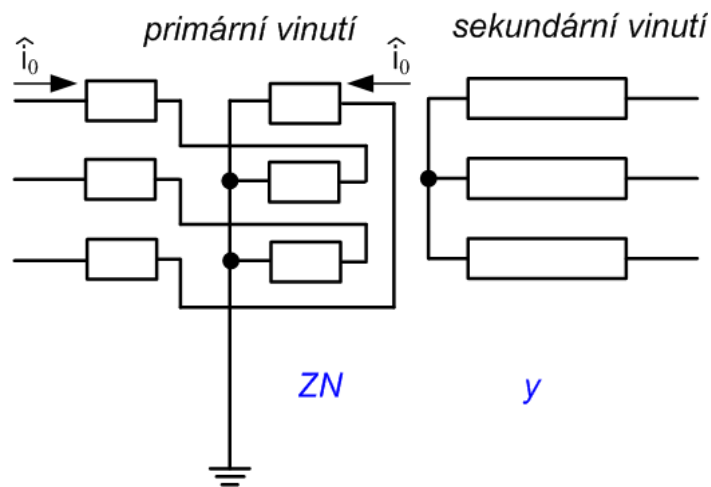 primární vinutí
sekundární vinutí
î₀
î₀
ZN
y